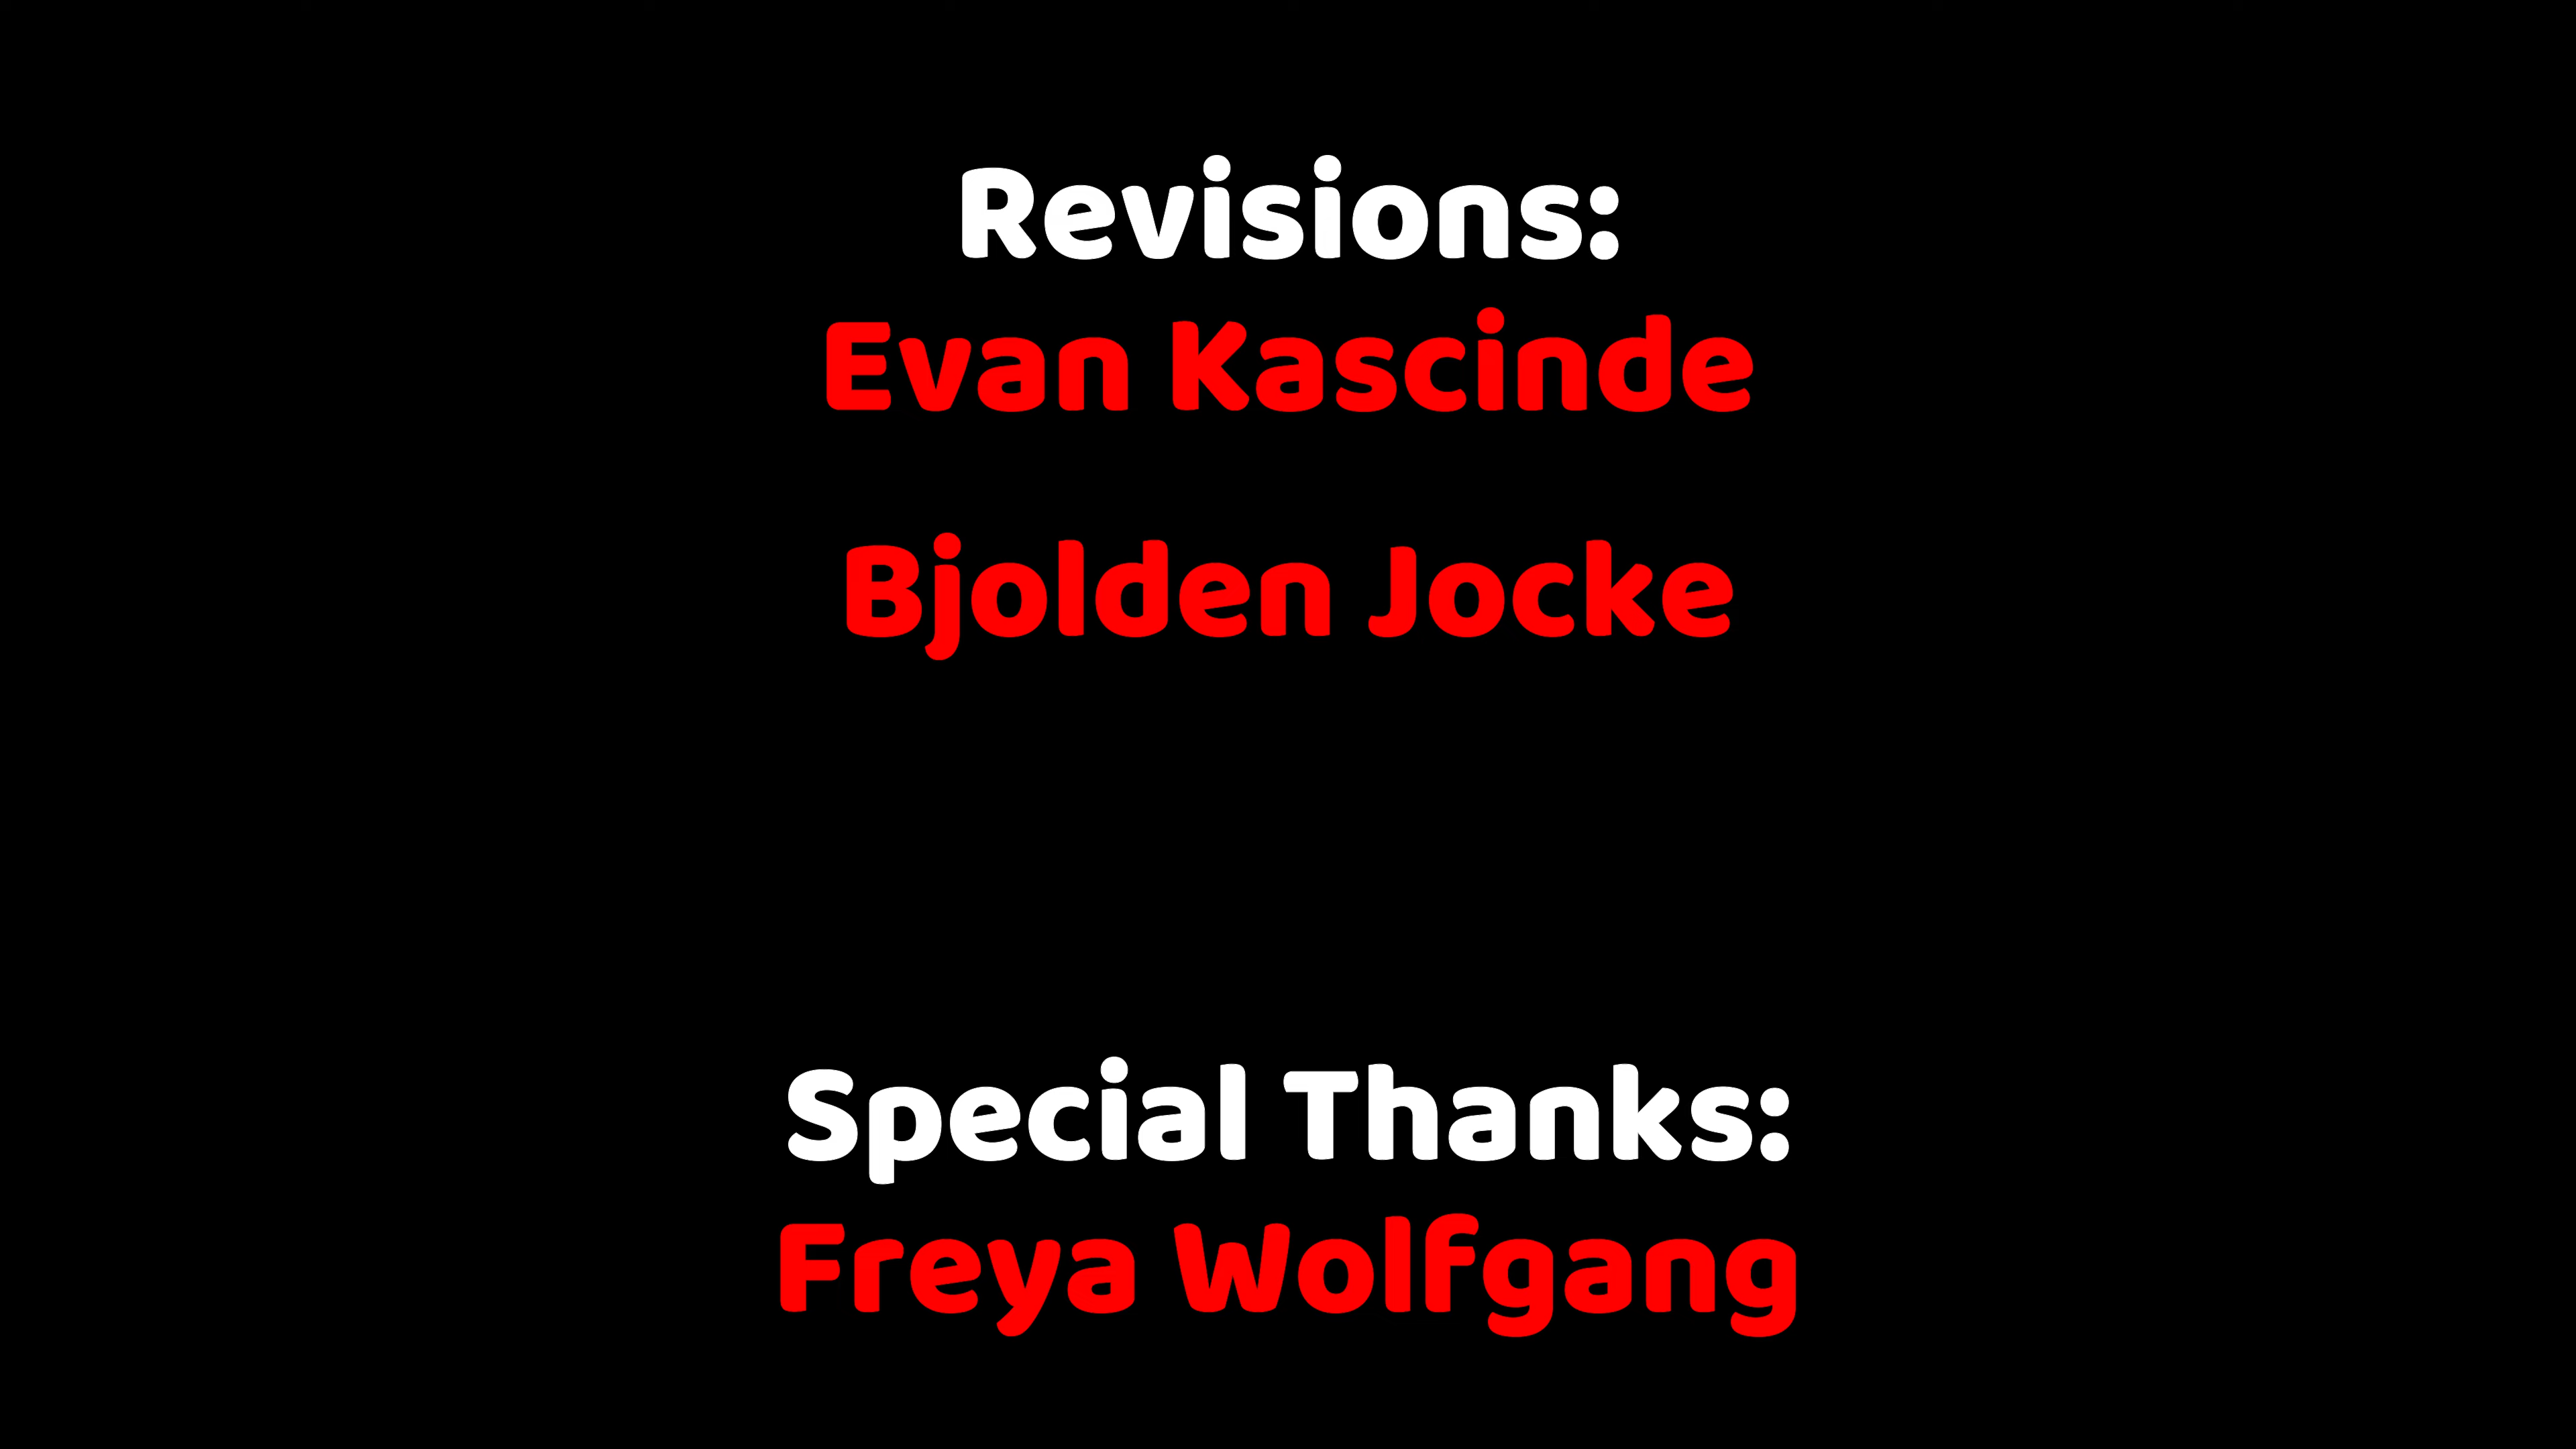 Revisions:
Evan Kascinde
Bjolden Jocke
Special Thanks:
Freya Wolfgang